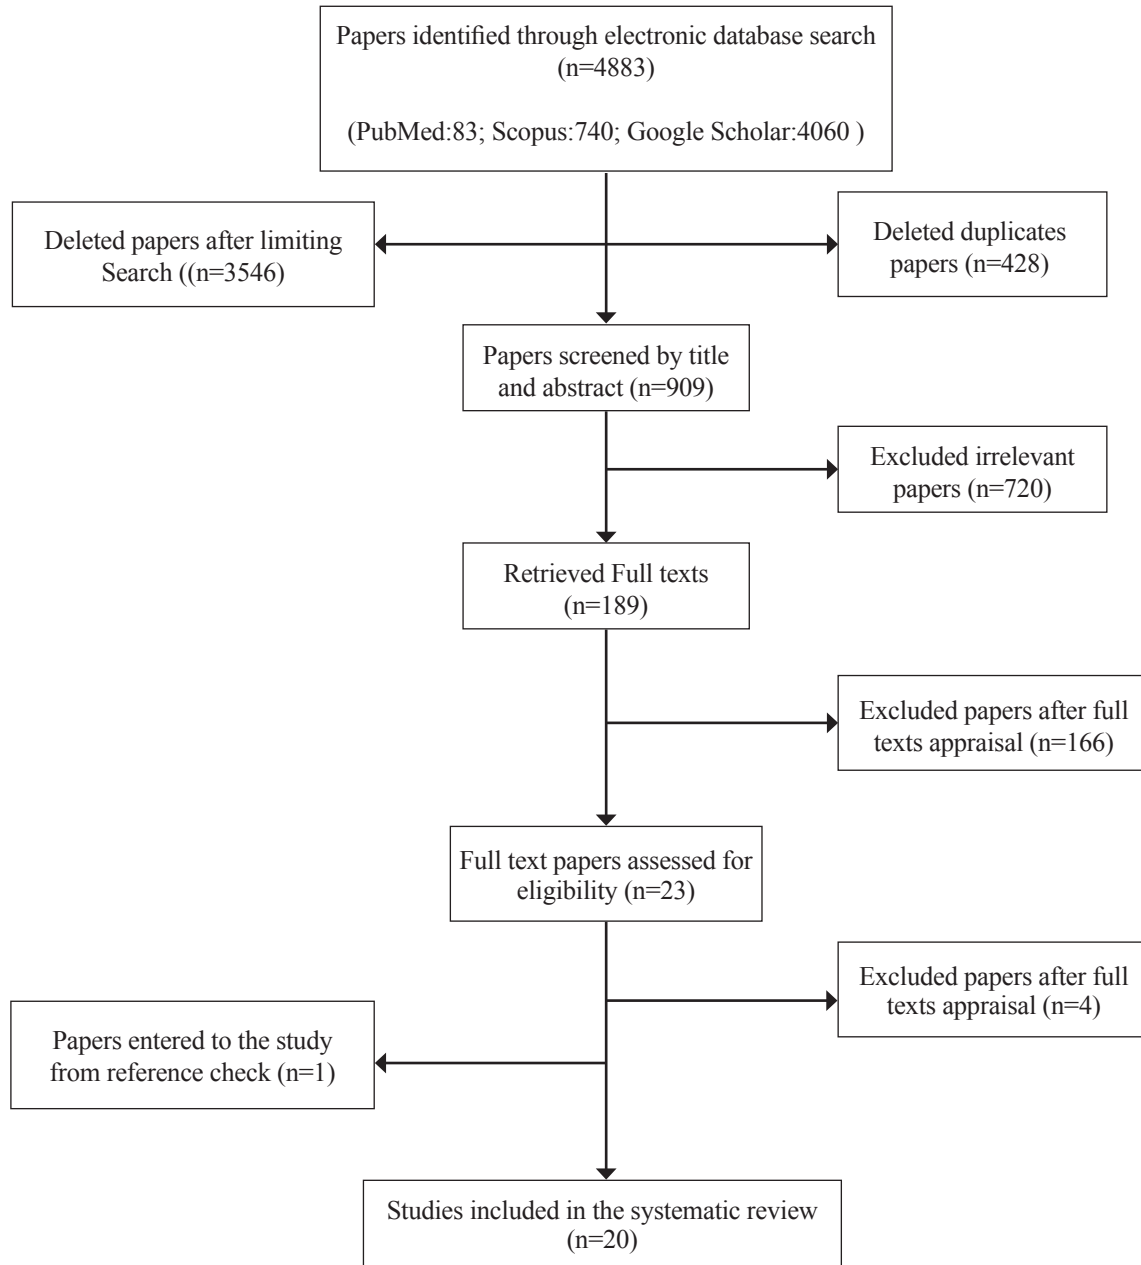 Papers identified through electronic database search
(n=4883)
(PubMed:83; Scopus:740; Google Scholar:4060 )
Deleted papers after limiting
Search ((n=3546)
Deleted duplicates
papers (n=428)
Papers screened by title
and abstract (n=909)
Excluded irrelevant
papers (n=720)
Retrieved Full texts
(n=189)
Excluded papers after full
texts appraisal (n=166)
Full text papers assessed for
eligibility (n=23)
Excluded papers after full
texts appraisal (n=4)
Papers entered to the study
from reference check (n=1)
Studies included in the systematic review
(n=20)